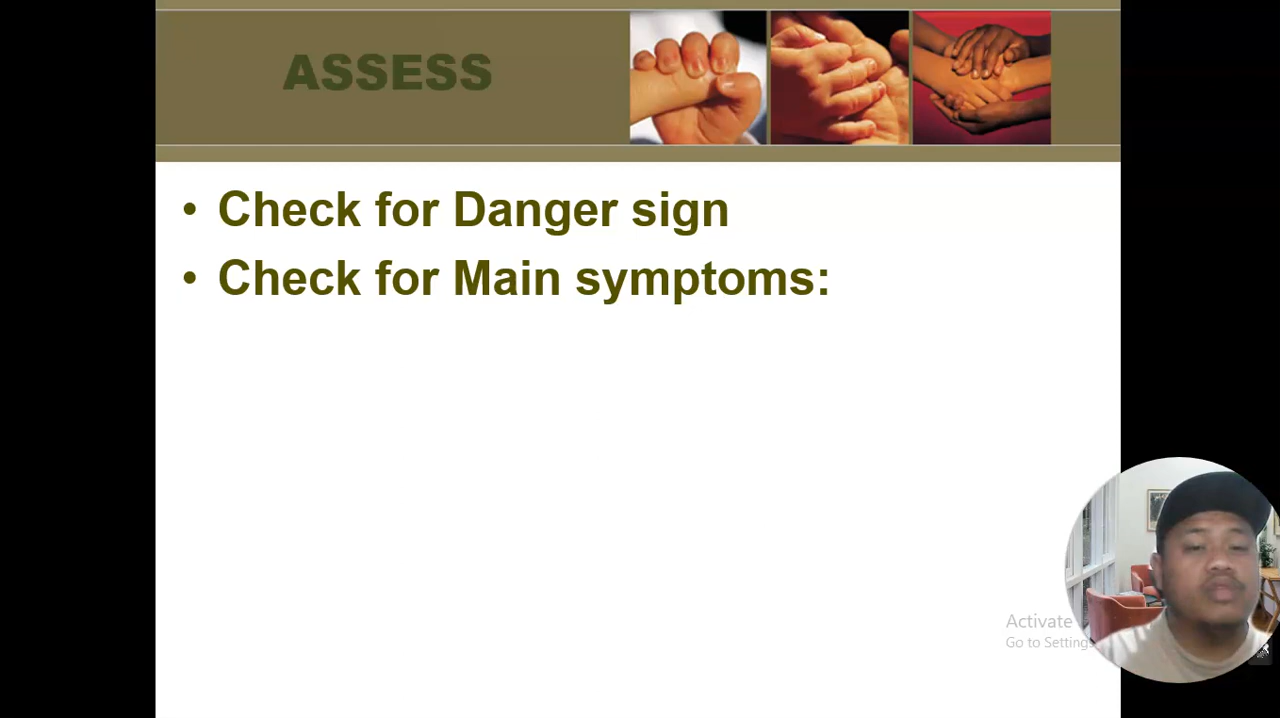 ASSESS
• Check for Danger sign
• Check for Main symptoms:
Activate
Go to Settings